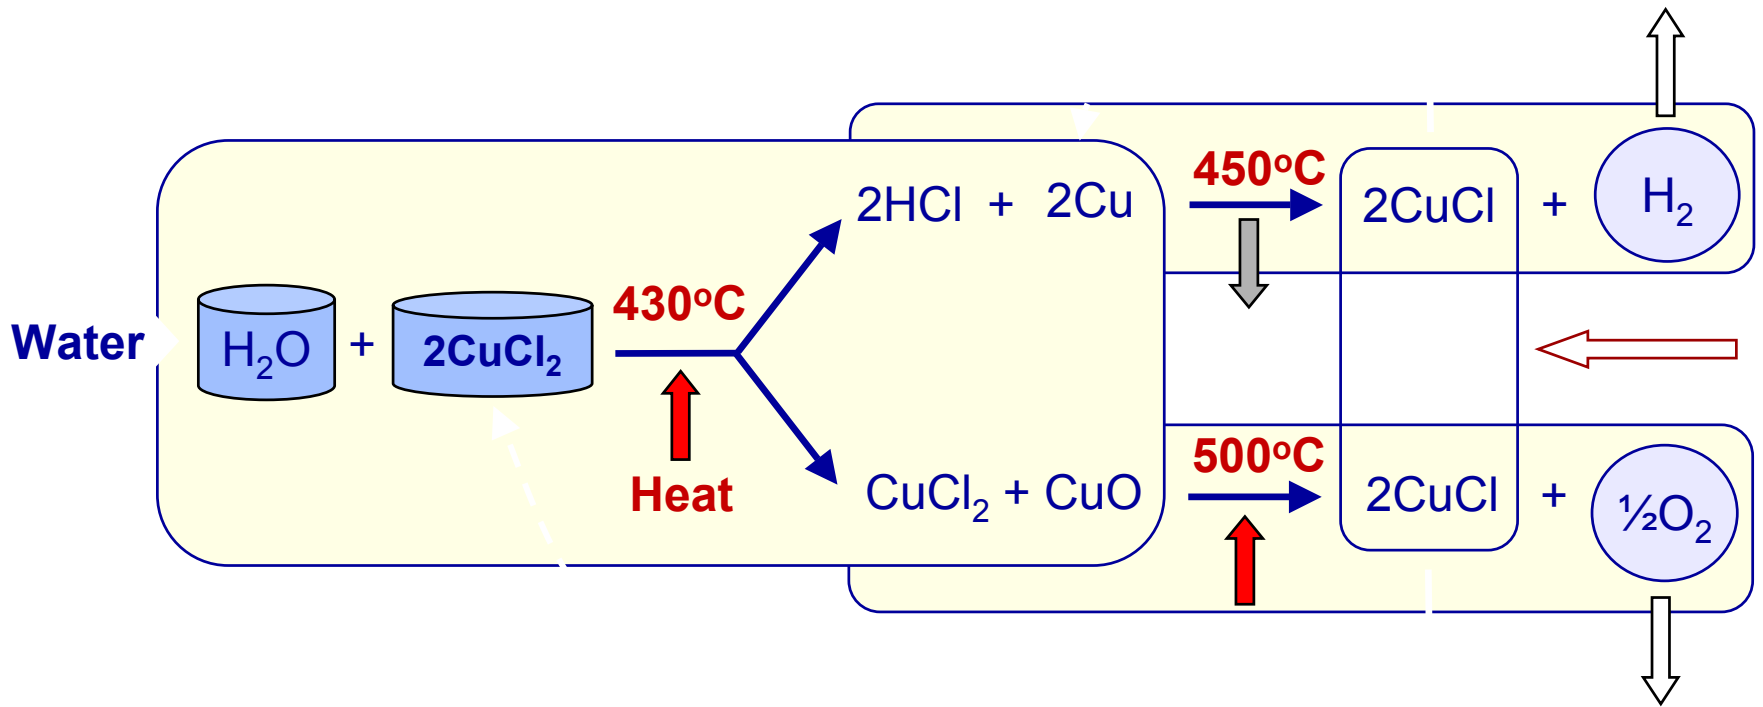 Water
H₂O + 2CuCl₂
430°C
Heat
2HCl + 2Cu
450°C
2CuCl + H₂
CuCl₂ + CuO
500°C
2CuCl + ½O₂